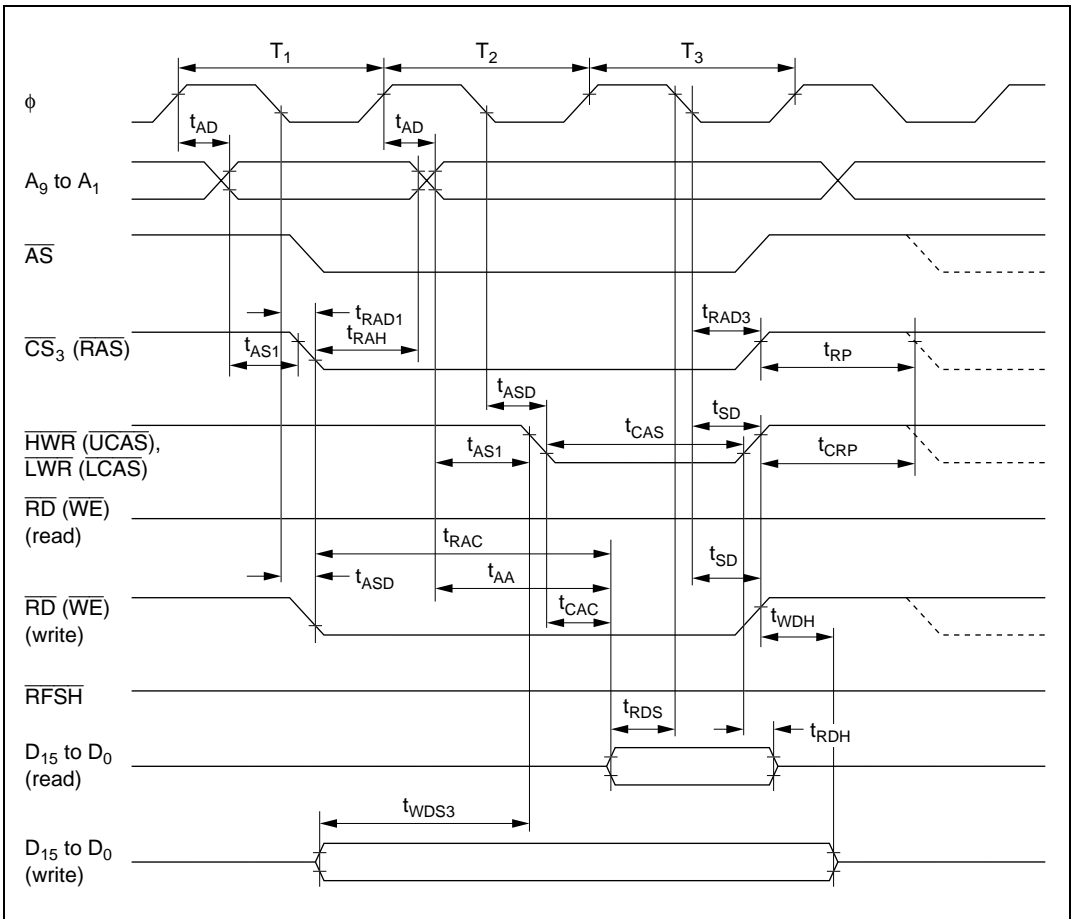 T1 T2 T3
φ
tAD tAD
A9 to A1
AS
tRAD1 tRAD3
tRAH
CS3 (RAS)
tAS1 tRP
tASD
tSD
tCAS
HWR (UCAS),
LWR (LCAS)
tAS1 tCRP
RD (WE)
(read)
tRAC
tSD
tASD tAA
tCAC
RD (WE)
(write)
tWDH
RFSH
tRDS
tRDH
D15 to D0
(read)
tWDS3
D15 to D0
(write)